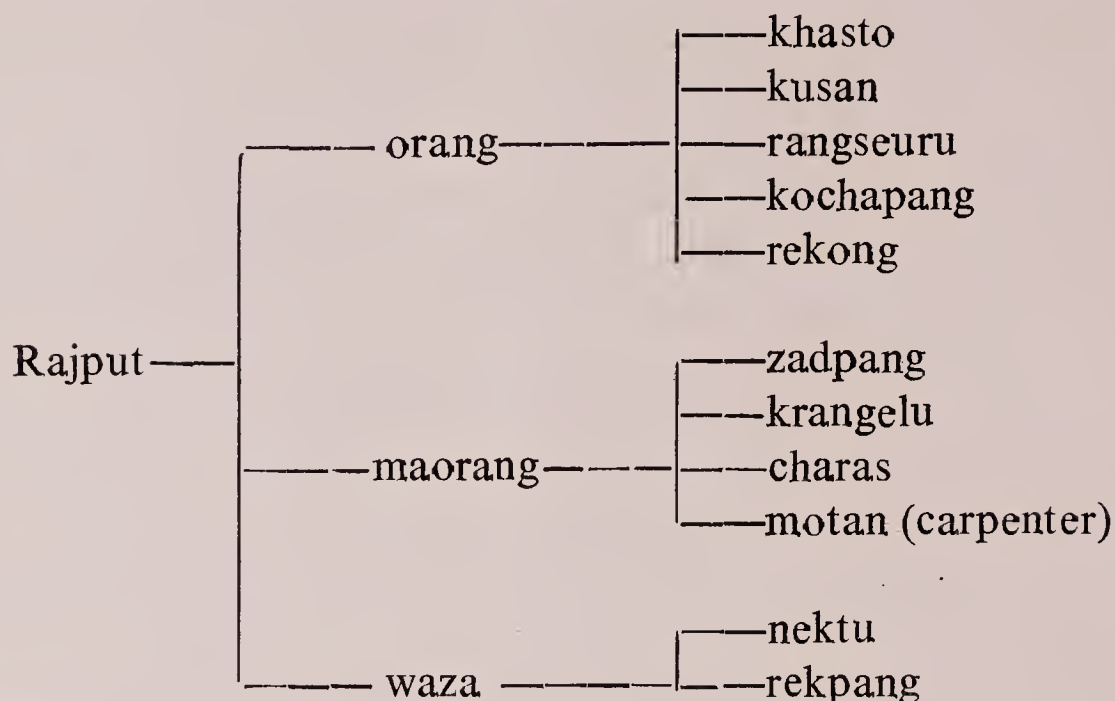 khasto
kusan
orang
rangseuru
kochapang
rekong
Rajput
zadpang
krangelu
maorang
charas
motan (carpenter)
nektu
waza
rekpang